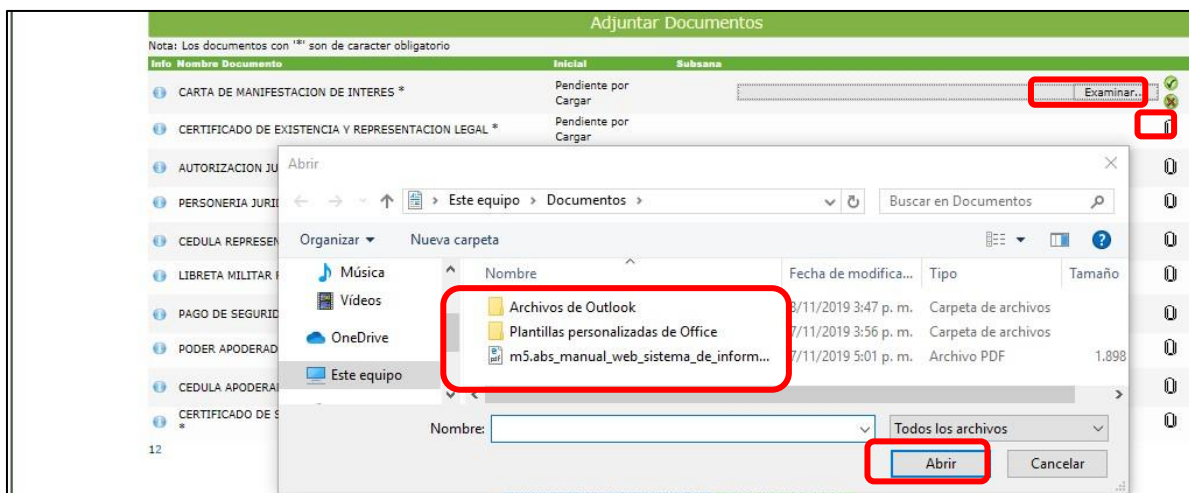 Adjuntar Documentos
Nota: Los documentos con '*' son de caracter obligatorio
Info Nombre Documento Inicial Subsana
CARTA DE MANIFESTACION DE INTERES * Pendiente por Cargar Examinar...
CERTIFICADO DE EXISTENCIA Y REPRESENTACION LEGAL * Pendiente por Cargar
AUTORIZACION JU
PERSONERIA JURI
CEDULA REPRESEN
LIBRETA MILITAR
PAGO DE SEGURID
PODER APODERAD
CEDULA APODERA
CERTIFICADO DE S
*
12
Abrir
Este equipo > Documentos >
Buscar en Documentos
Organizar Nueva carpeta
Música
Vídeos
OneDrive
Este equipo
Nombre Fecha de modifica... Tipo Tamaño
Archivos de Outlook 8/11/2019 3:47 p. m. Carpeta de archivos
Plantillas personalizadas de Office 7/11/2019 3:56 p. m. Carpeta de archivos
m5.abs_manual_web_sistema_de_inform... 7/11/2019 5:01 p. m. Archivo PDF 1.898
Nombre: Todos los archivos
Abrir Cancelar